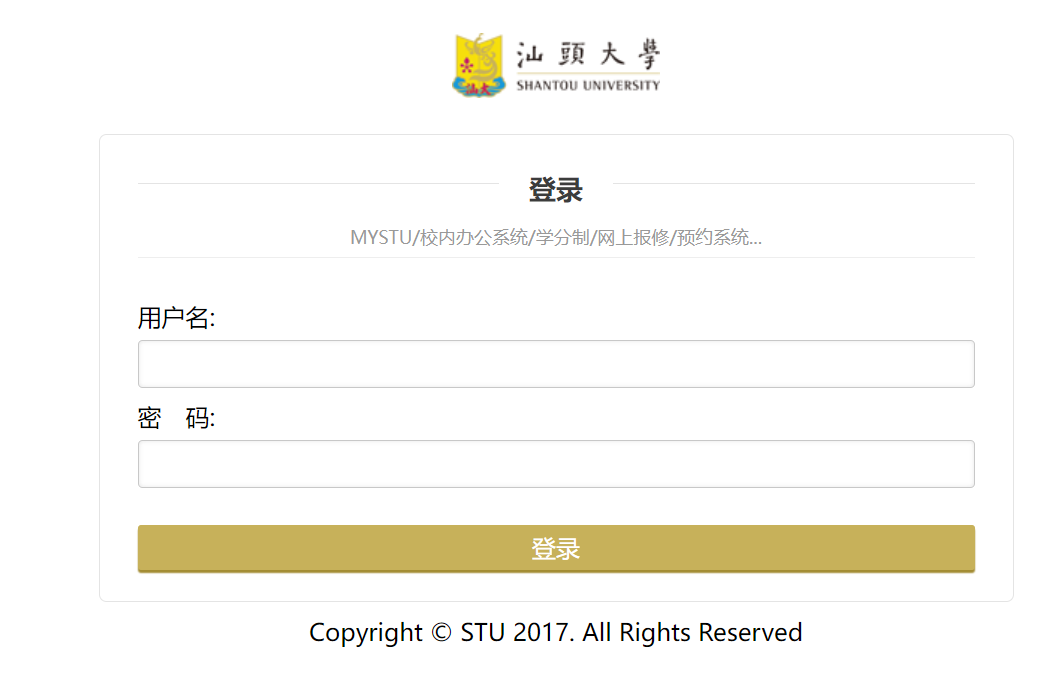 汕頭大學
SHANTOU UNIVERSITY
汕大
登录
MYSTU/校内办公系统/学分制/网上报修/预约系统...
用户名:
密　码:
登录
Copyright © STU 2017. All Rights Reserved